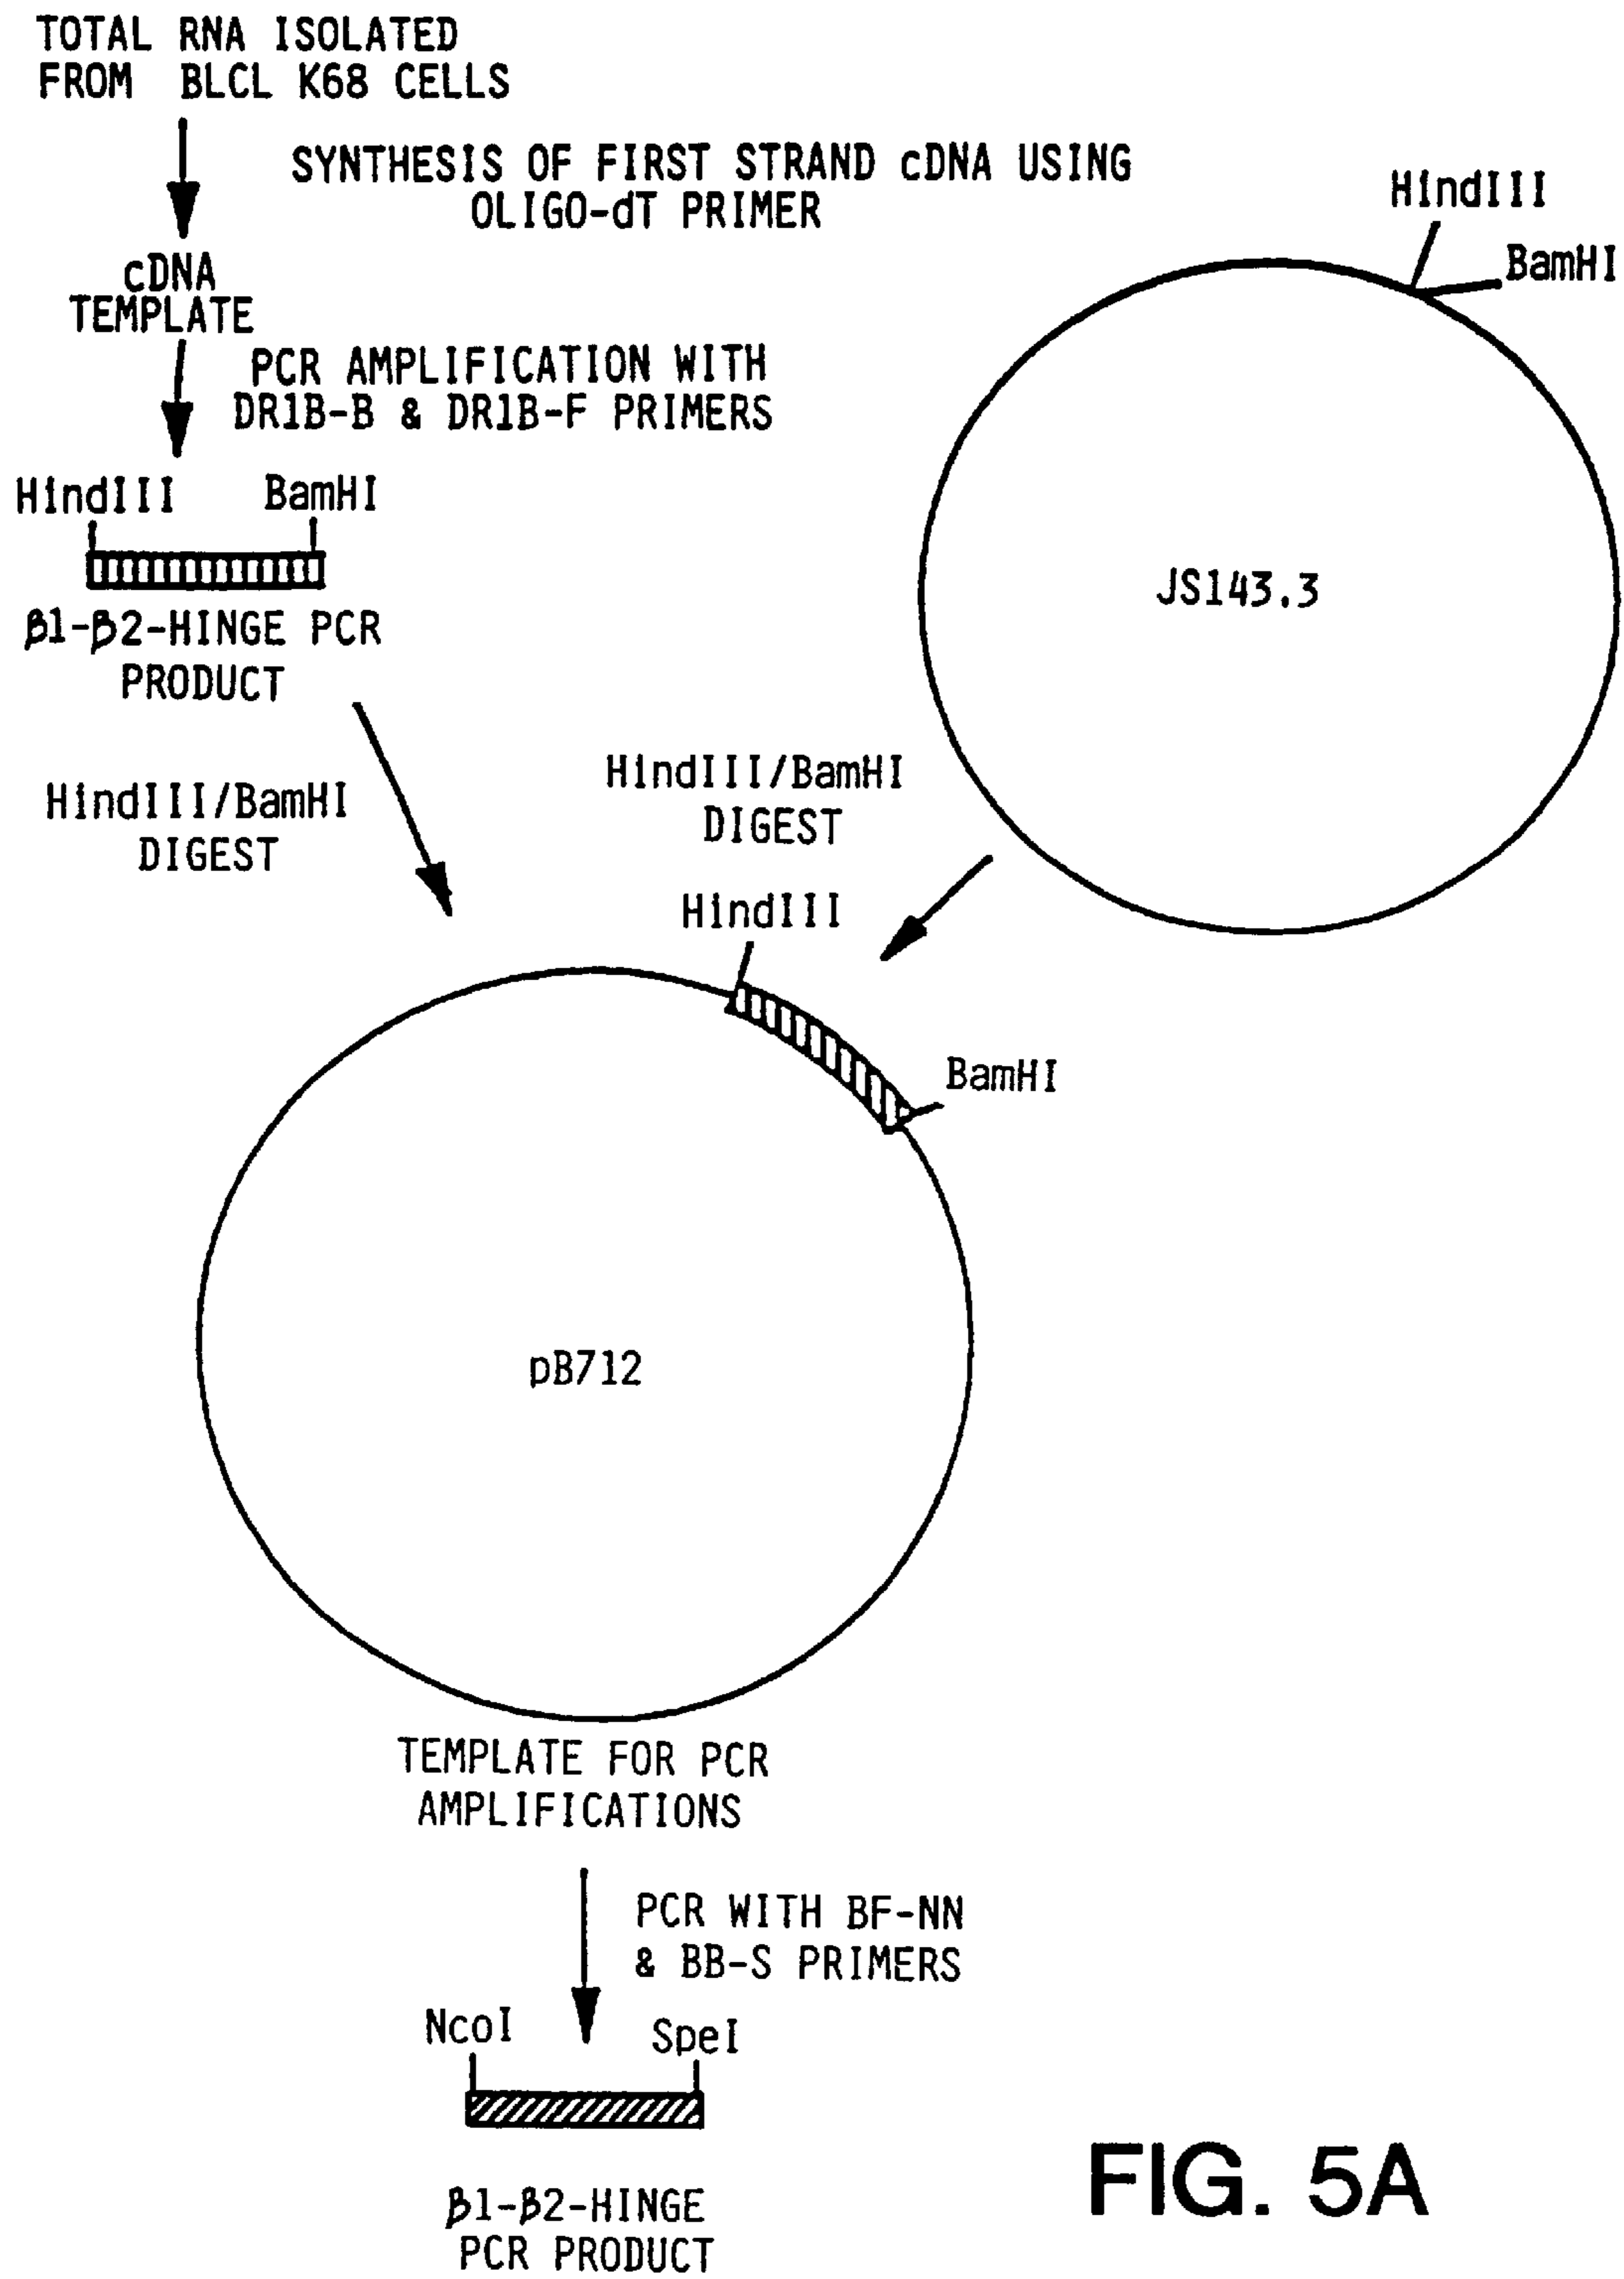 TOTAL RNA ISOLATED
FROM BLCL K68 CELLS
SYNTHESIS OF FIRST STRAND cDNA USING
OLIGO-dT PRIMER
cDNA
TEMPLATE
PCR AMPLIFICATION WITH
DR1B-B & DR1B-F PRIMERS
HindIII BamHI
β1-β2-HINGE PCR
PRODUCT
HindIII
BamHI
JS143.3
HindIII/BamHI
DIGEST
HindIII/BamHI
DIGEST
HindIII
BamHI
pB712
TEMPLATE FOR PCR
AMPLIFICATIONS
PCR WITH BF-NN
& BB-S PRIMERS
NcoI SpeI
β1-β2-HINGE
PCR PRODUCT
FIG. 5A